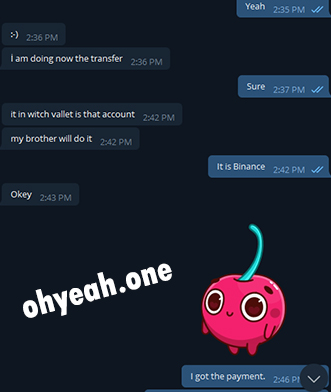 Yeah 2:35 PM
:-) 2:36 PM
İ am doing now the transfer 2:36 PM
Sure 2:37 PM
it in witch vallet is that account 2:42 PM
my brother will do it 2:42 PM
It is Binance 2:42 PM
Okey 2:43 PM
ohyeah.one
I got the payment. 2:46 PM